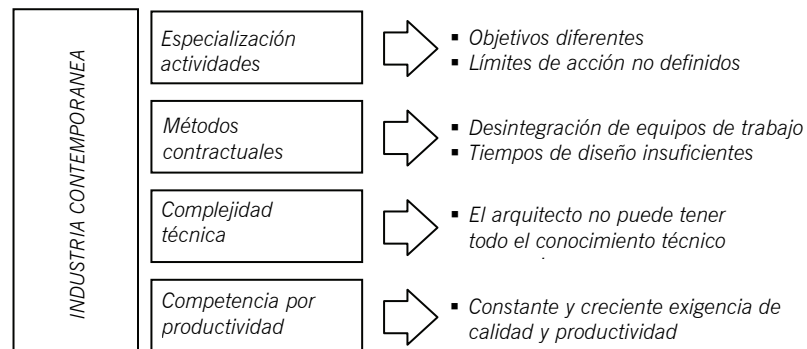 INDUSTRIA CONTEMPORANEA
Especialización
actividades
▪ Objetivos diferentes
▪ Límites de acción no definidos
Métodos
contractuales
▪ Desintegración de equipos de trabajo
▪ Tiempos de diseño insuficientes
Complejidad
técnica
▪ El arquitecto no puede tener
todo el conocimiento técnico
Competencia por
productividad
▪ Constante y creciente exigencia de
calidad y productividad